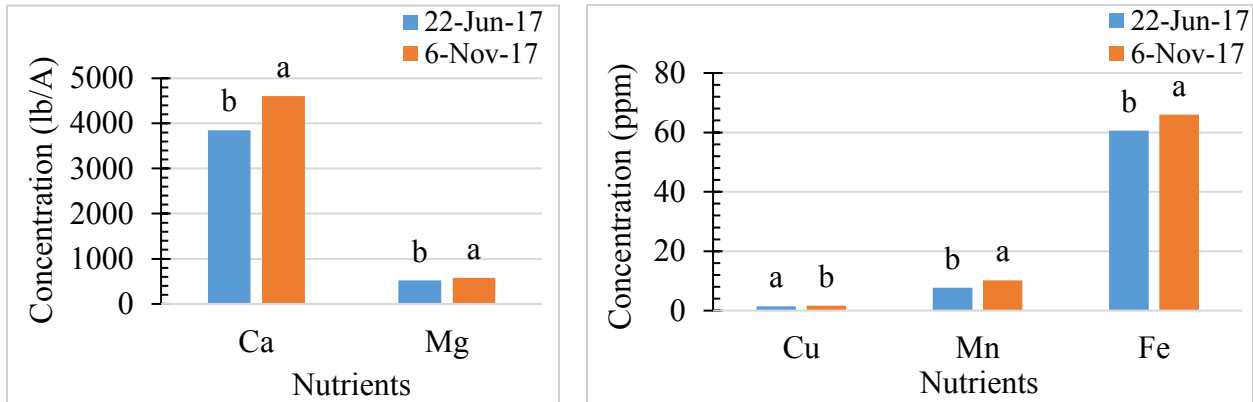 22-Jun-17
6-Nov-17
Concentration (lb/A)
5000
4000
3000
2000
1000
0
b
a
b
a
Ca
Mg
Nutrients
22-Jun-17
6-Nov-17
Concentration (ppm)
80
60
40
20
0
a
b
b
a
b
a
Cu
Mn
Fe
Nutrients